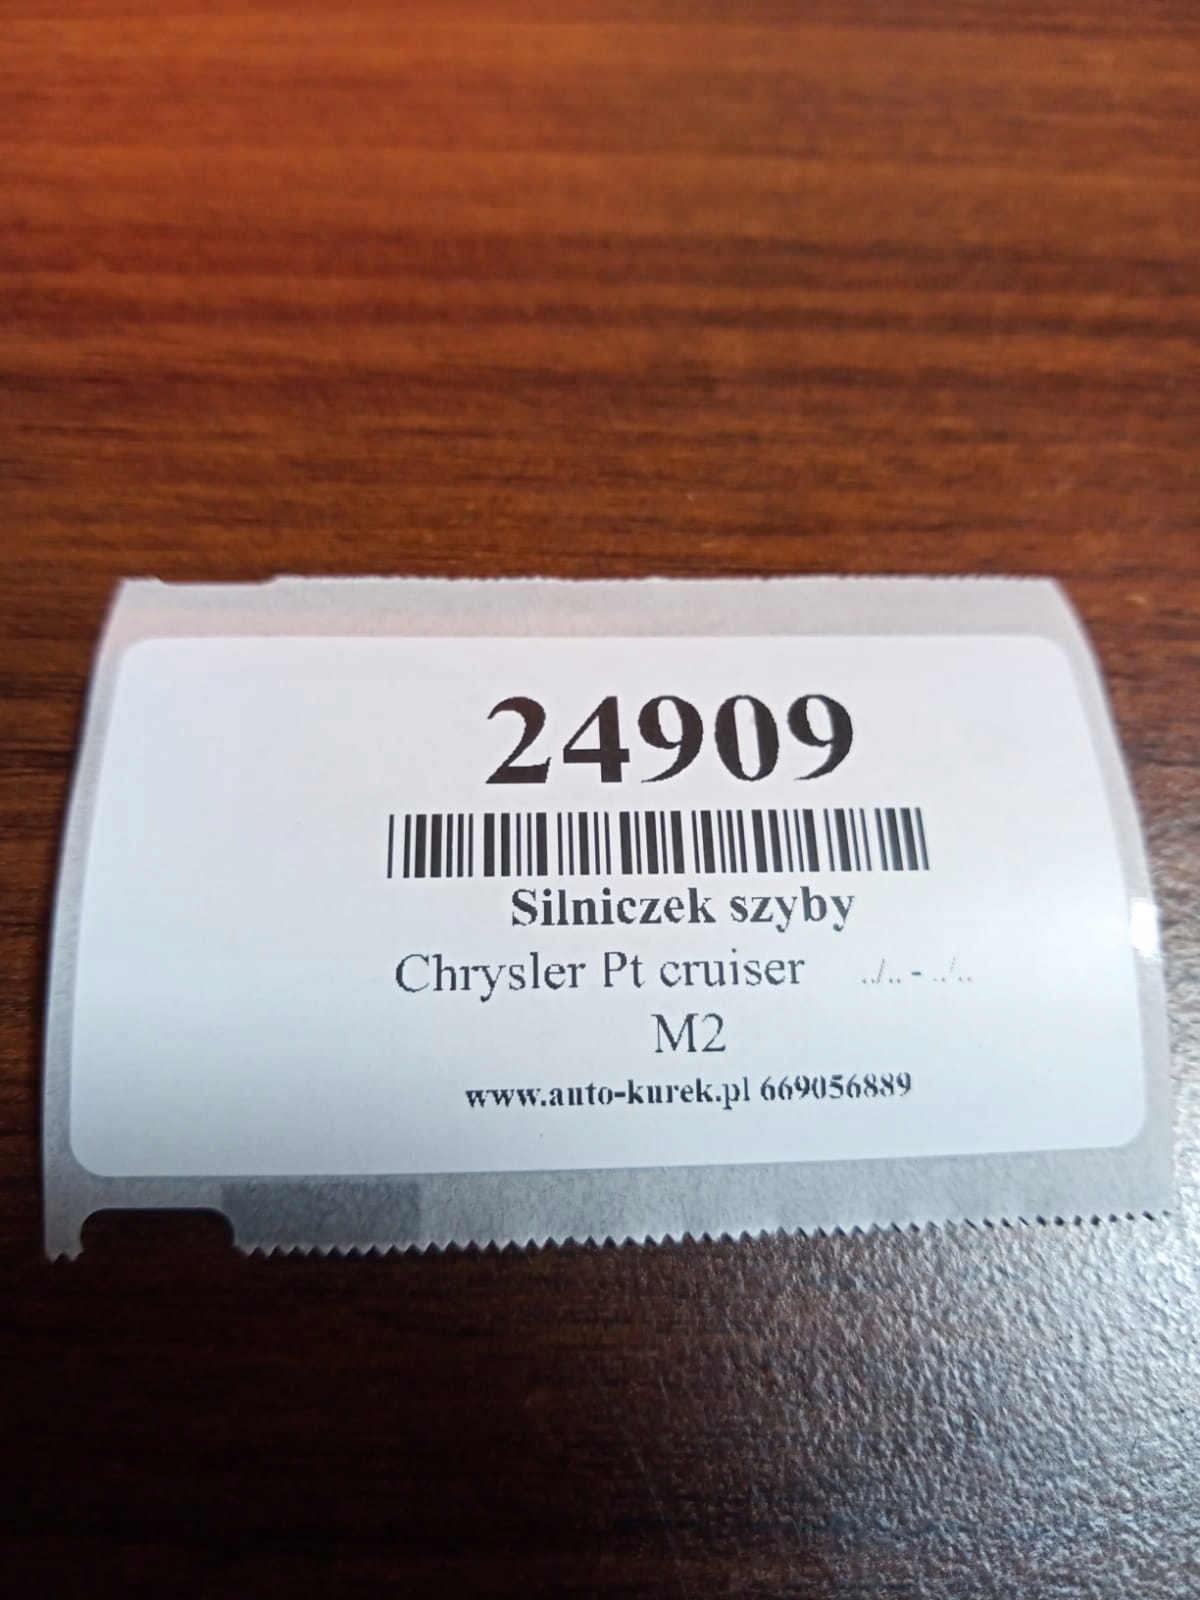 24909
Silniczek szyby
Chrysler Pt cruiser ../.. - ../..
M2
www.auto-kurek.pl 669056889